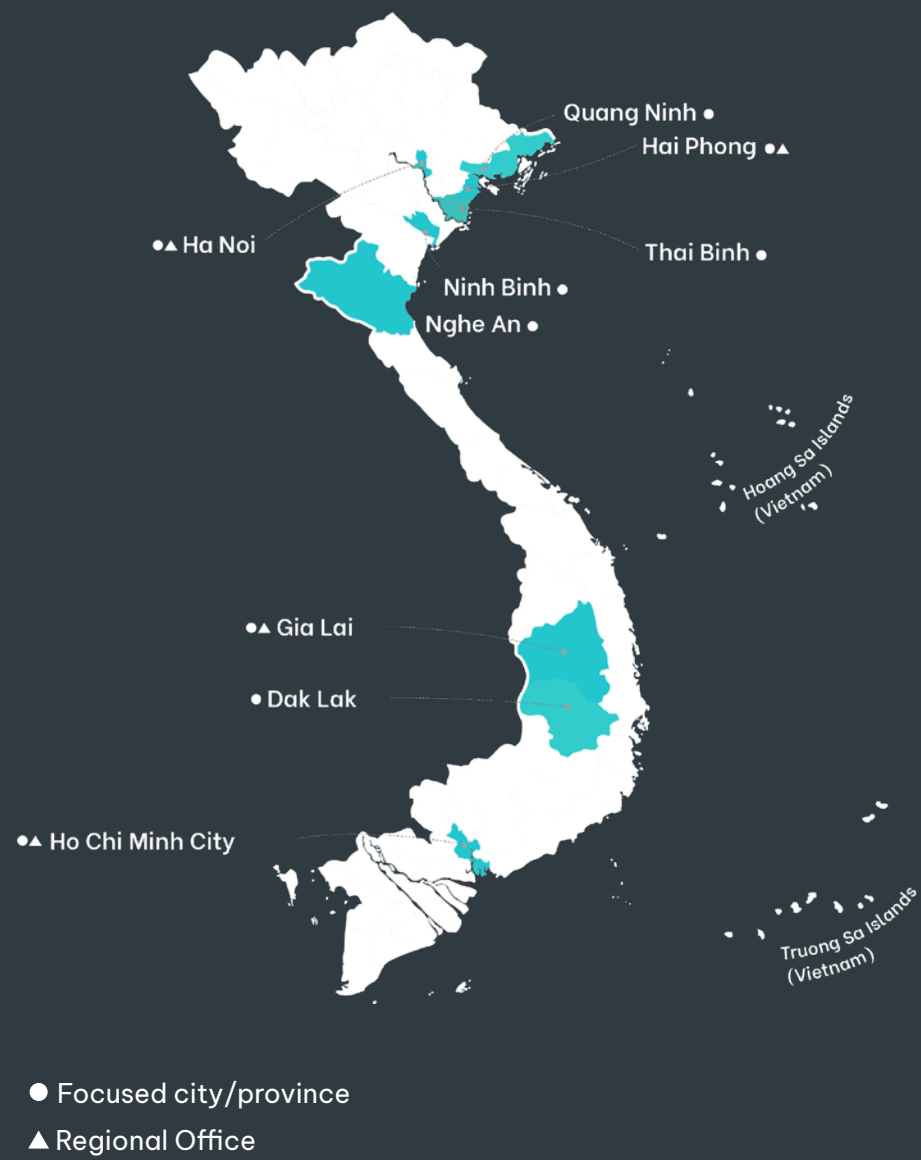 Quang Ninh ●
Hai Phong ●▲
●▲ Ha Noi
Thai Binh ●
Ninh Binh ●
Nghe An ●
Hoang Sa Islands
(Vietnam)
●▲ Gia Lai
● Dak Lak
●▲ Ho Chi Minh City
Truong Sa Islands
(Vietnam)
● Focused city/province
▲ Regional Office